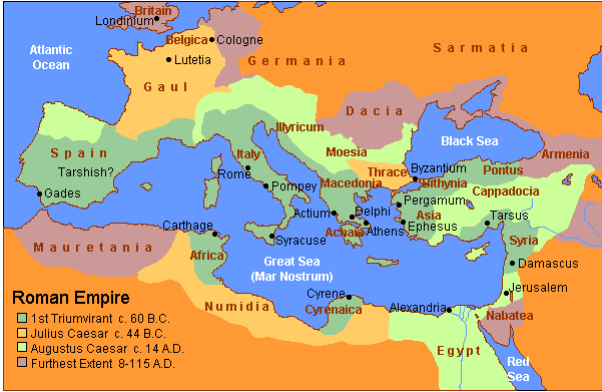 Britain
Londinium
Belgica
Cologne
Atlantic
Ocean
Lutetia
Germania
Sarmatia
Gaul
Dacia
Illyricum
Black Sea
Spain
Moesia
Armenia
Tarshish?
Italy
Rome
Thrace
Byzantium
Pontus
Gades
Pompey
Macedonia
Bithynia
Cappadocia
Pergamum
Actium
Delphi
Asia
Tarsus
Carthage
Syracuse
Achaia
Athens
Ephesus
Mauretania
Africa
Great Sea
(Mar Nostrum)
Syria
Damascus
Cyrene
Jerusalem
Numidia
Cyrenaica
Alexandria
Nabatea
Egypt
Red
Sea
Roman Empire
1st Triumvirant c. 60 B.C.
Julius Caesar c. 44 B.C.
Augustus Caesar c. 14 A.D.
Furthest Extent 8-115 A.D.